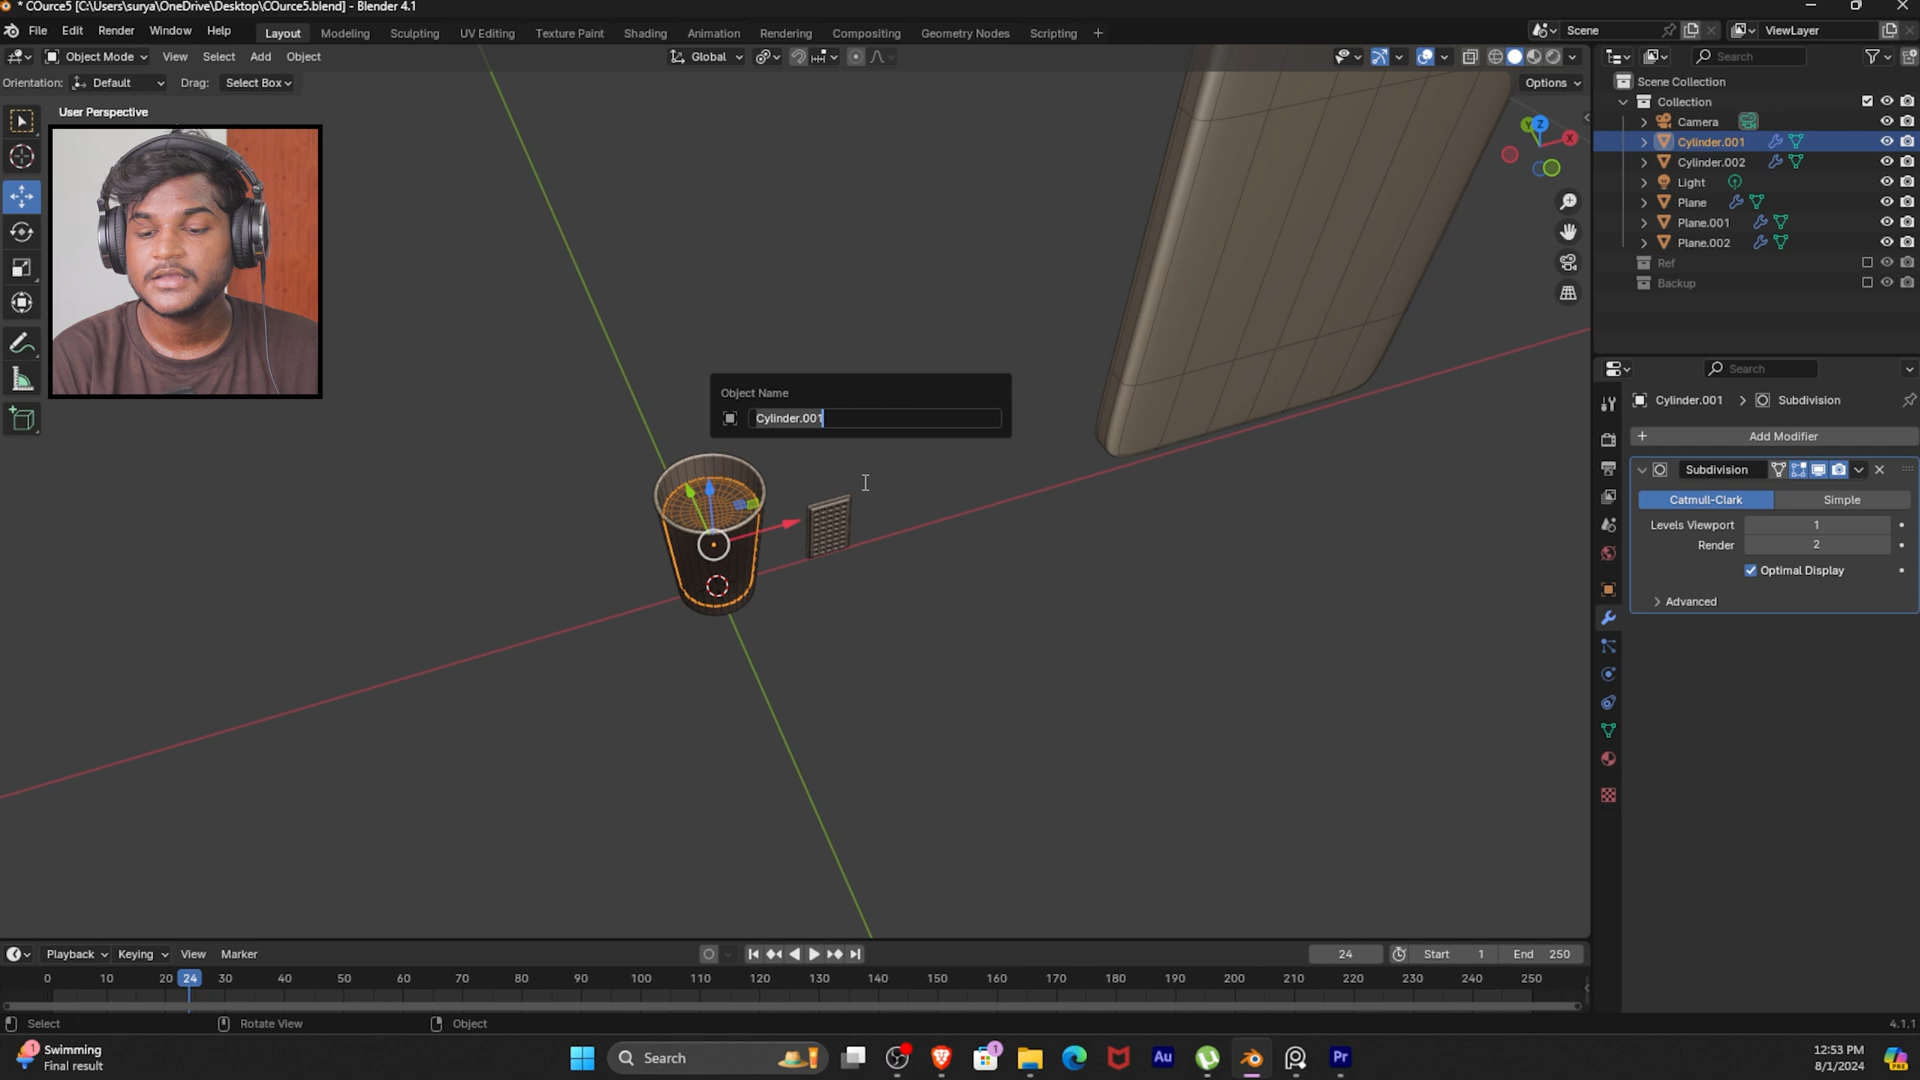 * COurce5 [C:\Users\surya\OneDrive\Desktop\COurce5.blend] - Blender 4.1
File Edit Render Window Help
Layout Modeling Sculpting UV Editing Texture Paint Shading Animation Rendering Compositing Geometry Nodes Scripting +
Scene
ViewLayer
Object Mode View Select Add Object
Global
Search
Orientation: Default Drag: Select Box
Options
User Perspective
Scene Collection
Collection
Camera
Cylinder.001
Cylinder.002
Light
Plane
Plane.001
Plane.002
Ref
Backup
Z
Y
X
Object Name
Cylinder.001
Search
Cylinder.001 > Subdivision
+ Add Modifier
Subdivision
Catmull-Clark Simple
Levels Viewport 1
Render 2
Optimal Display
Advanced
Playback Keying View Marker
24 Start 1 End 250
0 10 20 24 30 40 50 60 70 80 90 100 110 120 130 140 150 160 170 180 190 200 210 220 230 240 250
Select Rotate View Object
4.1.1
1
Swimming
Final result
Search
1
Au
Pr
12:53 PM
8/1/2024
PRE